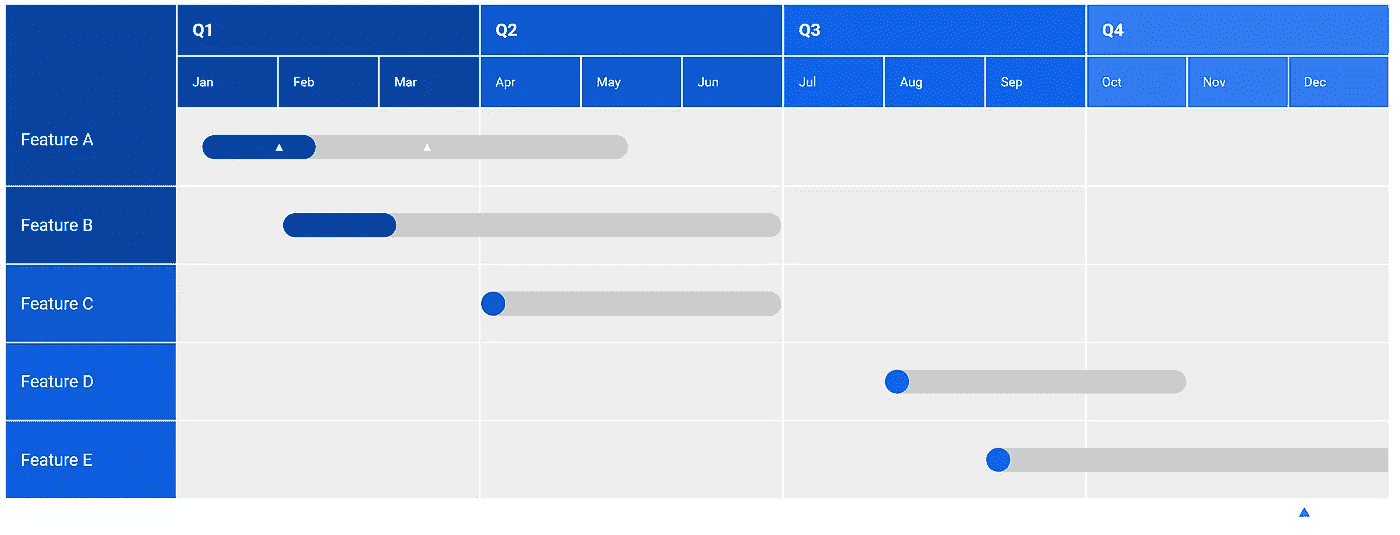 Q1 Q2 Q3 Q4
Jan Feb Mar Apr May Jun Jul Aug Sep Oct Nov Dec
Feature A
Feature B
Feature C
Feature D
Feature E